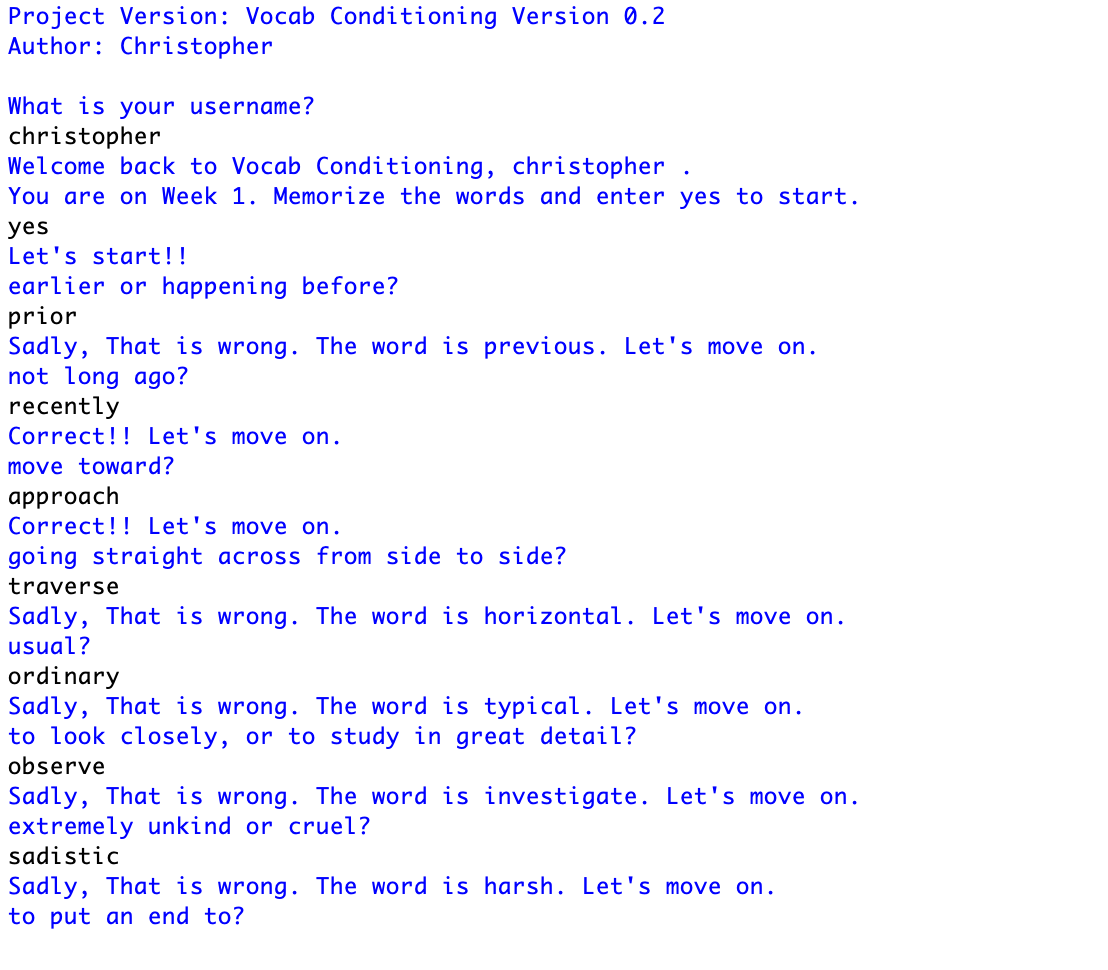 Project Version: Vocab Conditioning Version 0.2
Author: Christopher
What is your username?
christopher
Welcome back to Vocab Conditioning, christopher .
You are on Week 1. Memorize the words and enter yes to start.
yes
Let's start!!
earlier or happening before?
prior
Sadly, That is wrong. The word is previous. Let's move on.
not long ago?
recently
Correct!! Let's move on.
move toward?
approach
Correct!! Let's move on.
going straight across from side to side?
traverse
Sadly, That is wrong. The word is horizontal. Let's move on.
usual?
ordinary
Sadly, That is wrong. The word is typical. Let's move on.
to look closely, or to study in great detail?
observe
Sadly, That is wrong. The word is investigate. Let's move on.
extremely unkind or cruel?
sadistic
Sadly, That is wrong. The word is harsh. Let's move on.
to put an end to?